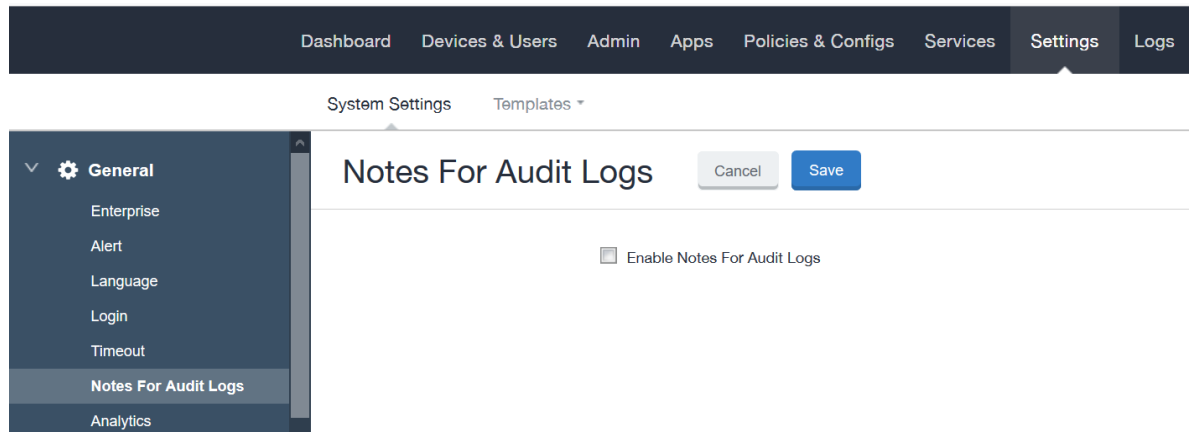 Dashboard Devices & Users Admin Apps Policies & Configs Services Settings Logs
System Settings Templates
General
Enterprise
Alert
Language
Login
Timeout
Notes For Audit Logs
Analytics
Notes For Audit Logs Cancel Save
Enable Notes For Audit Logs